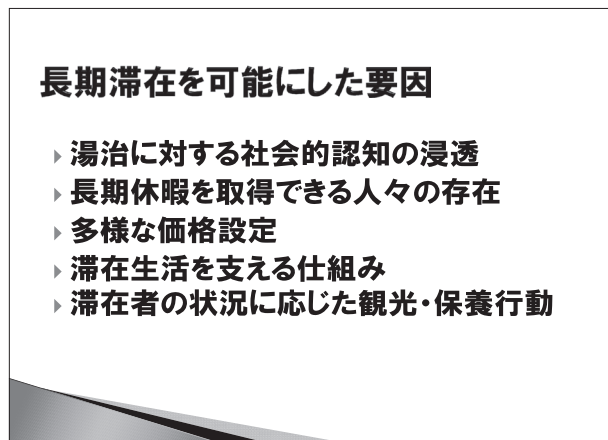 長期滞在を可能にした要因
湯治に対する社会的認知の浸透
長期休暇を取得できる人々の存在
多様な価格設定
滞在生活を支える仕組み
滞在者の状況に応じた観光・保養行動